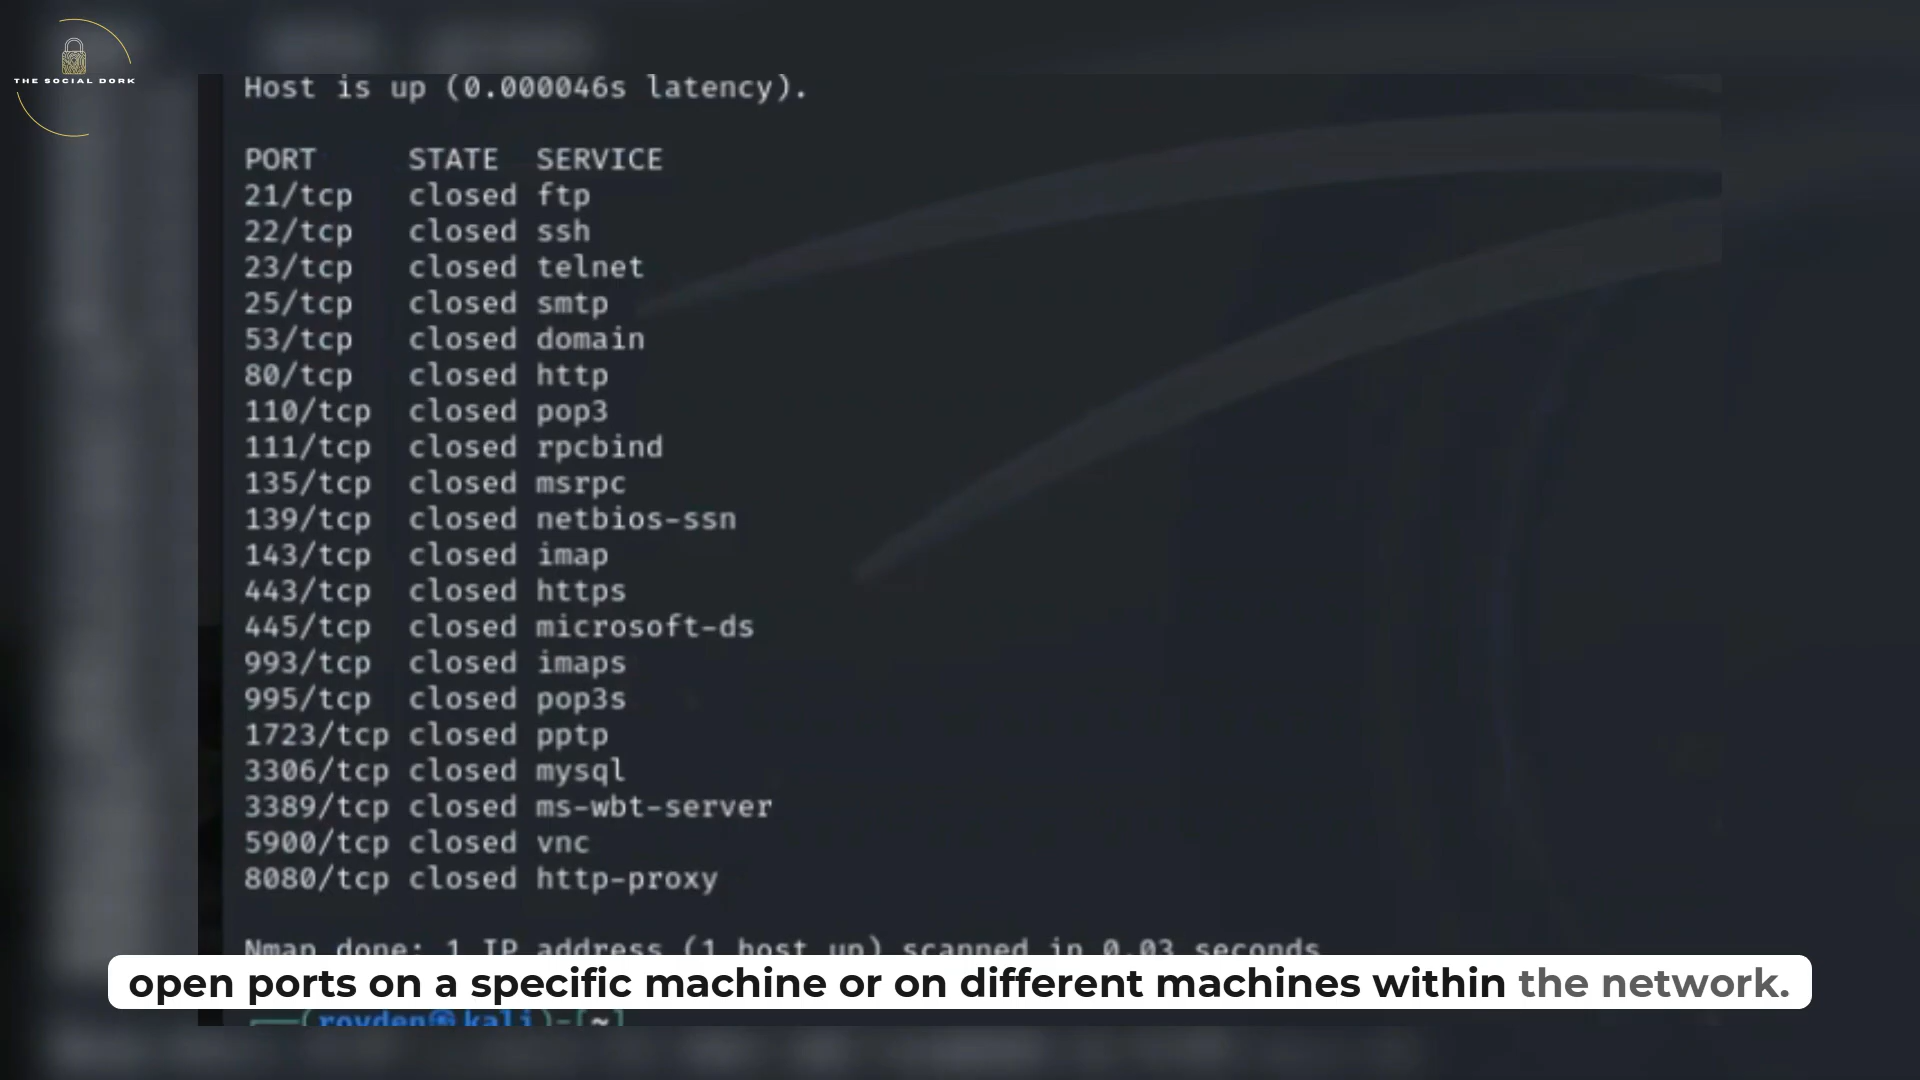 THE SOCIAL DORK
Host is up (0.000046s latency).
PORT STATE SERVICE
21/tcp closed ftp
22/tcp closed ssh
23/tcp closed telnet
25/tcp closed smtp
53/tcp closed domain
80/tcp closed http
110/tcp closed pop3
111/tcp closed rpcbind
135/tcp closed msrpc
139/tcp closed netbios-ssn
143/tcp closed imap
443/tcp closed https
445/tcp closed microsoft-ds
993/tcp closed imaps
995/tcp closed pop3s
1723/tcp closed pptp
3306/tcp closed mysql
3389/tcp closed ms-wbt-server
5900/tcp closed vnc
8080/tcp closed http-proxy
Nmap done: 1 IP address (1 host up) scanned in 0.03 seconds
open ports on a specific machine or on different machines within the network.
(royden㉿kali)-[~]